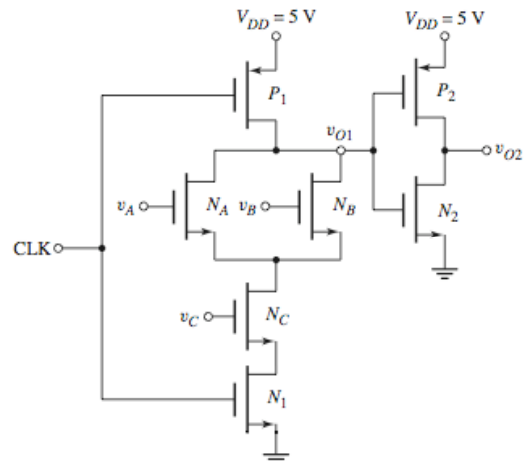 V_DD = 5 V V_DD = 5 V
P_1 P_2
v_O1
v_O2
v_A N_A v_B N_B N_2
CLK
v_C N_C
N_1